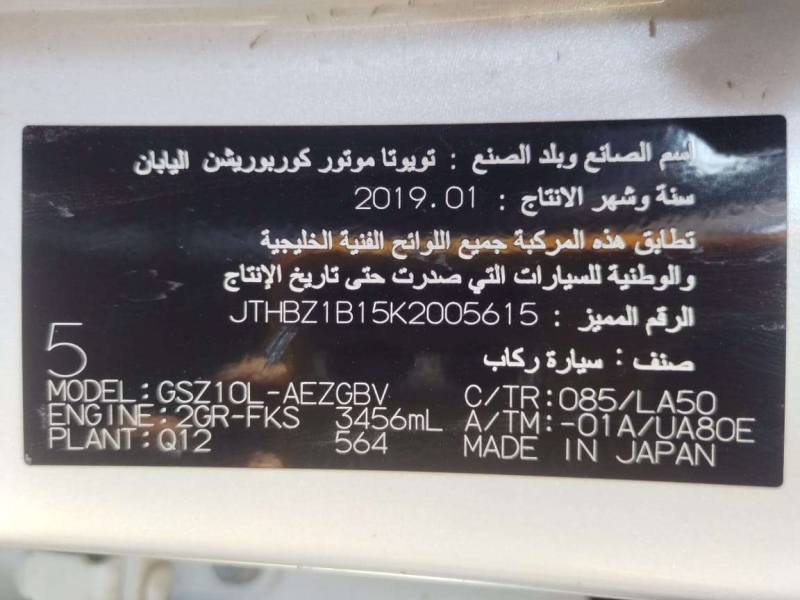 اسم الصانع وبلد الصنع : تويوتا موتور كوربوريشن اليابان
سنة وشهر الانتاج : 2019.01
تطابق هذه المركبة جميع اللوائح الفنية الخليجية
والوطنية للسيارات التي صدرت حتى تاريخ الإنتاج
الرقم المميز : JTHBZ1B15K2005615
صنف : سيارة ركاب
5
MODEL:GSZ10L-AEZGBV C/TR:085/LA50
ENGINE:2GR-FKS 3456mL A/TM:-01A/UA80E
PLANT:Q12 564 MADE IN JAPAN